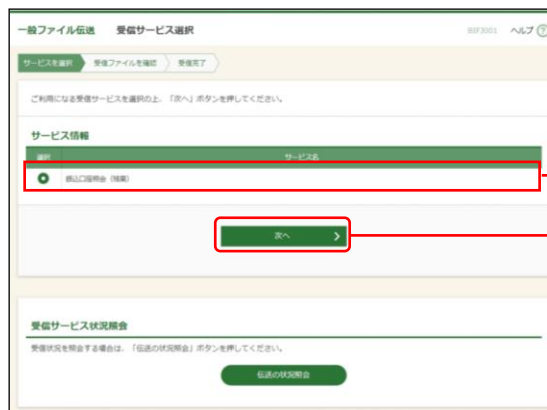 一般ファイル伝送 受信サービス選択
BIFJ001 ヘルプ ?
サービスを選択 受信ファイルを確認 受信完了
ご利用になる受信サービスを選択の上、「次へ」ボタンを押してください。
サービス情報
選択 サービス名
振込口座照会(結果)
次へ
受信サービス状況照会
受信状況を照会する場合は、「伝送の状況照会」ボタンを押してください。
伝送の状況照会